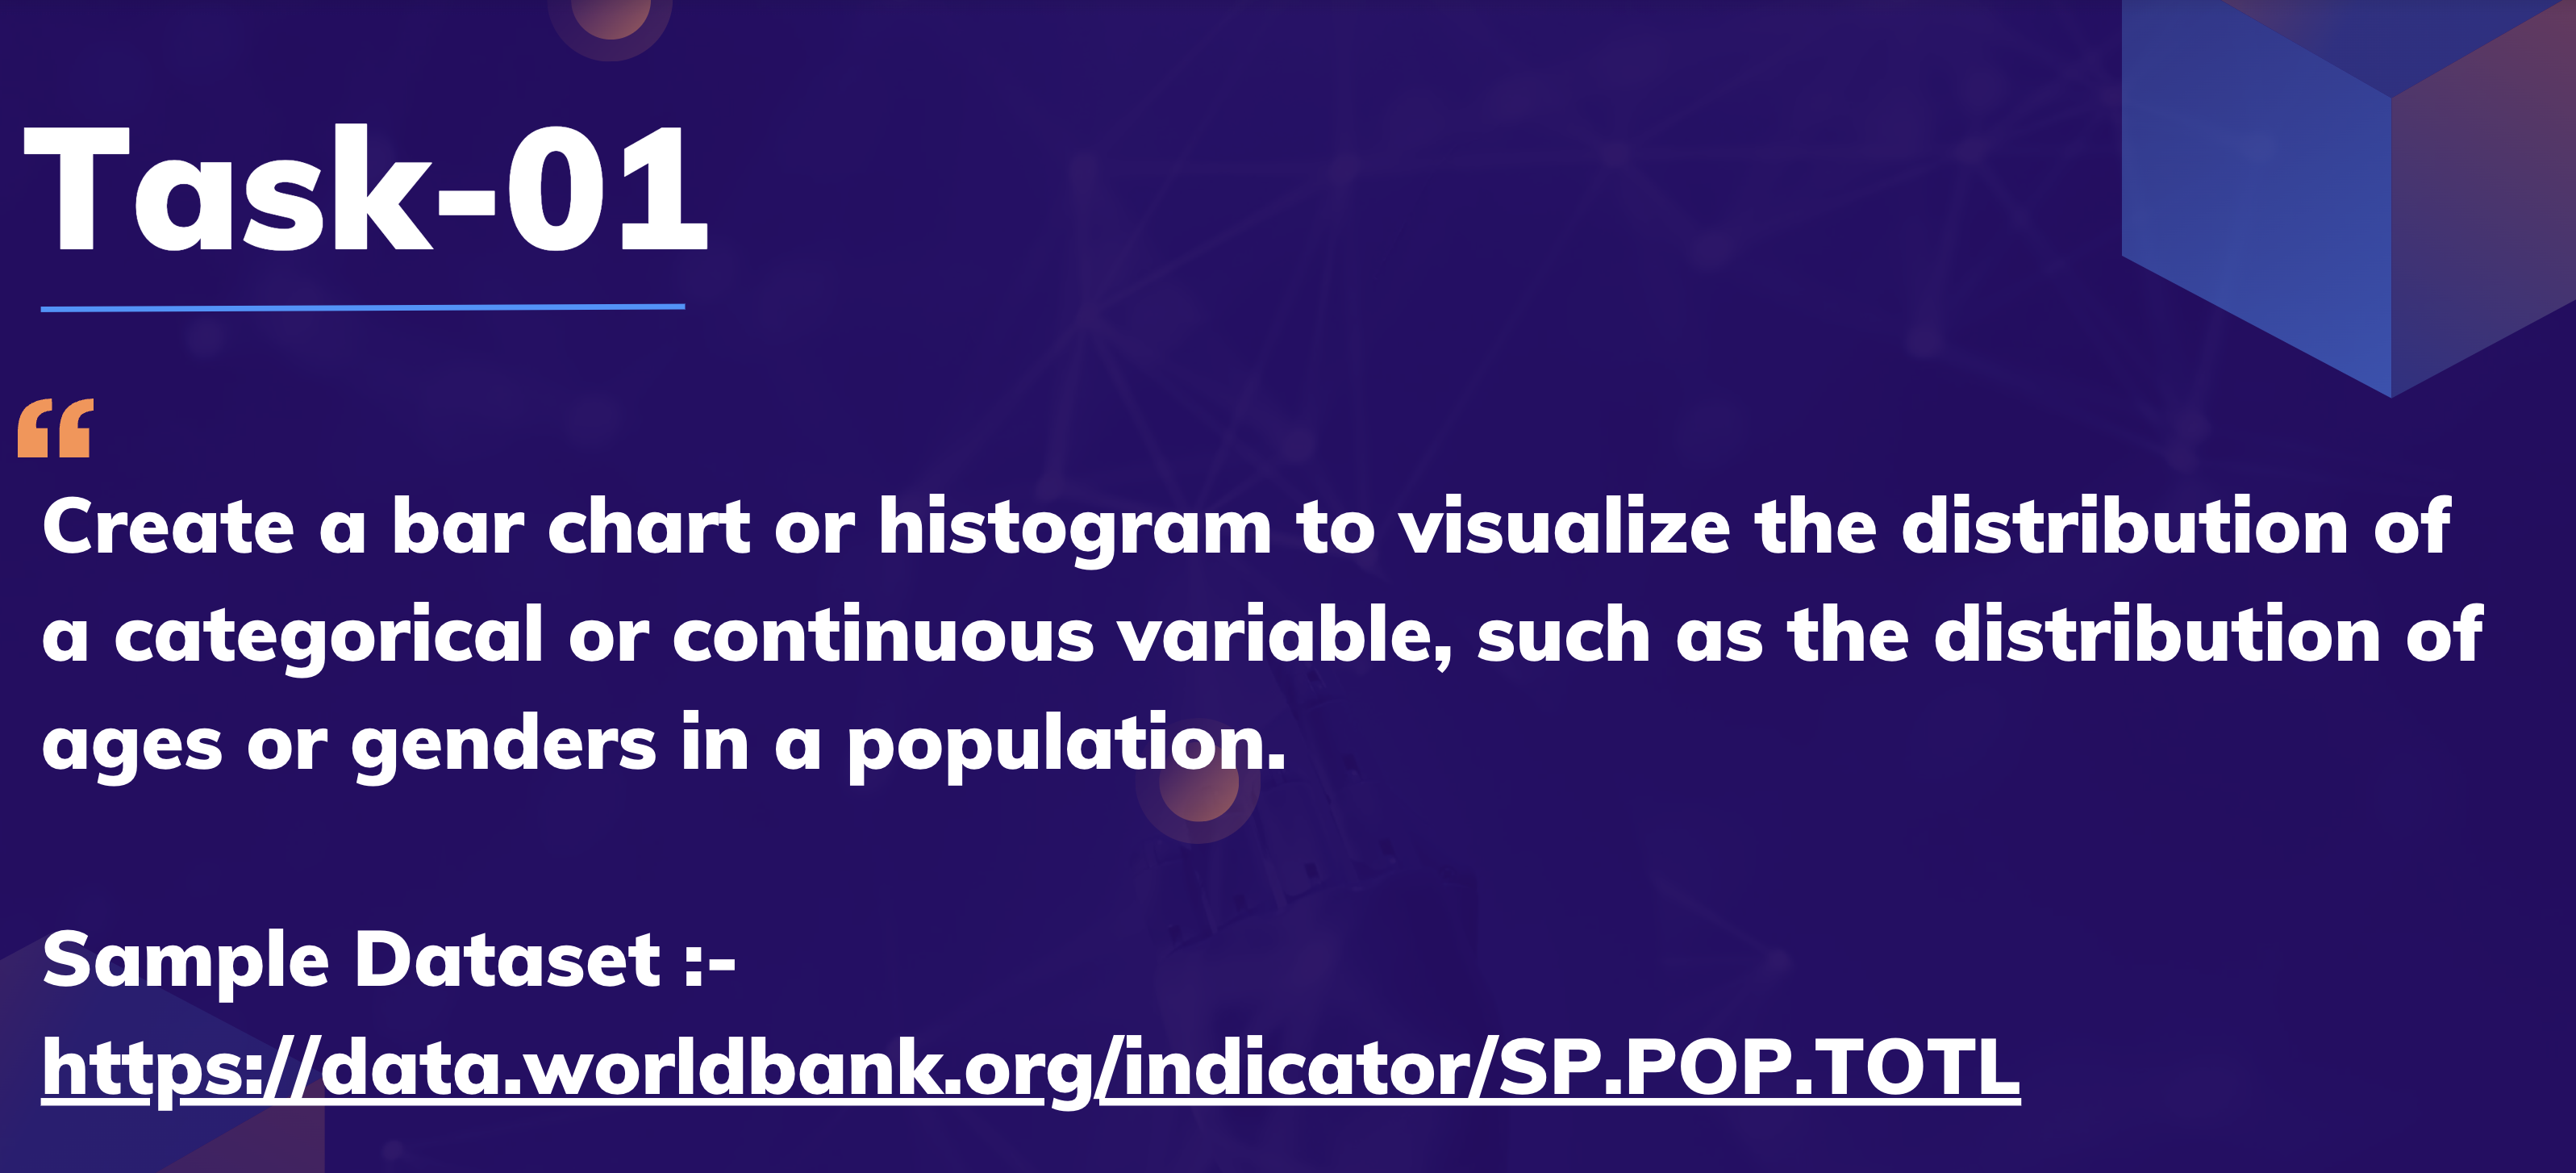 Task-01
“
Create a bar chart or histogram to visualize the distribution of
a categorical or continuous variable, such as the distribution of
ages or genders in a population.
Sample Dataset :-
https://data.worldbank.org/indicator/SP.POP.TOTL